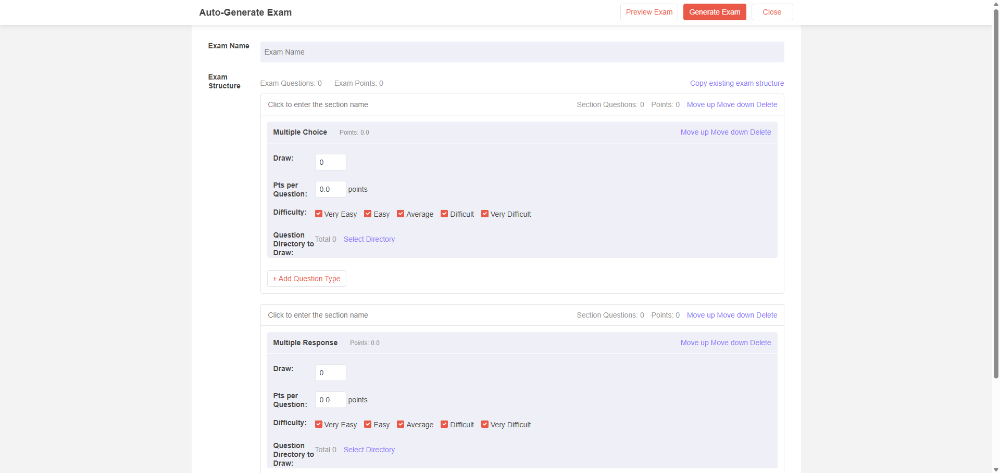 Auto-Generate Exam
Preview Exam
Generate Exam
Close
Exam Name
Exam Name
Exam
Structure
Exam Questions: 0 Exam Points: 0
Copy existing exam structure
Click to enter the section name
Section Questions: 0 Points: 0 Move up Move down Delete
Multiple Choice Points: 0.0
Move up Move down Delete
Draw:
0
Pts per
Question:
0.0 points
Difficulty:
Very Easy Easy Average Difficult Very Difficult
Question
Directory to
Draw:
Total 0 Select Directory
+ Add Question Type
Click to enter the section name
Section Questions: 0 Points: 0 Move up Move down Delete
Multiple Response Points: 0.0
Move up Move down Delete
Draw:
0
Pts per
Question:
0.0 points
Difficulty:
Very Easy Easy Average Difficult Very Difficult
Question
Directory to
Draw:
Total 0 Select Directory